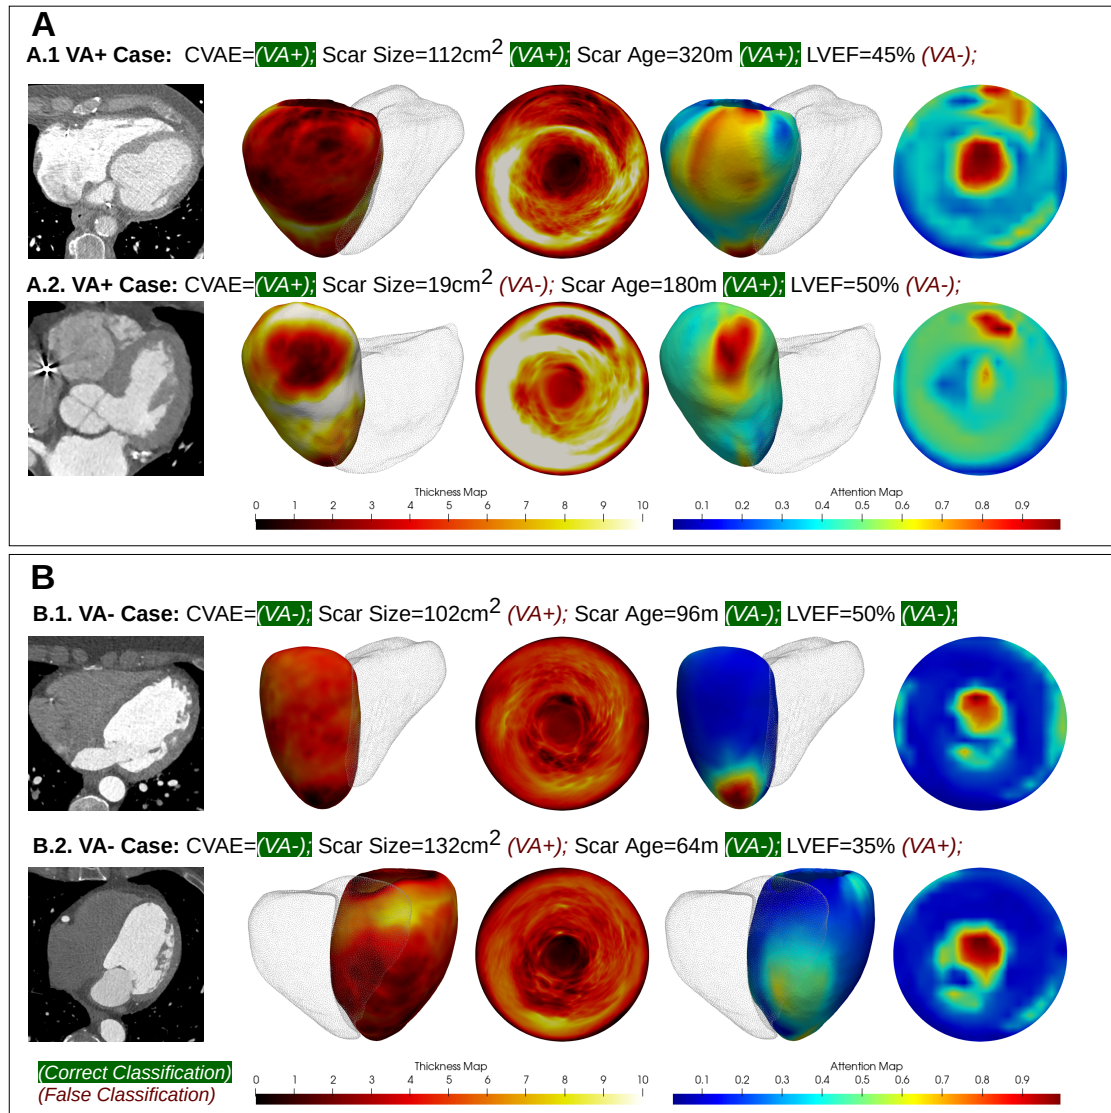 A
A.1 VA+ Case: CVAE=(VA+); Scar Size=112cm² (VA+); Scar Age=320m (VA+); LVEF=45% (VA-);
A.2. VA+ Case: CVAE=(VA+); Scar Size=19cm² (VA-); Scar Age=180m (VA+); LVEF=50% (VA-);
Thickness Map
0 1 2 3 4 5 6 7 8 9 10
Attention Map
0.1 0.2 0.3 0.4 0.5 0.6 0.7 0.8 0.9
B
B.1. VA- Case: CVAE=(VA-); Scar Size=102cm² (VA+); Scar Age=96m (VA-); LVEF=50% (VA-);
B.2. VA- Case: CVAE=(VA-); Scar Size=132cm² (VA+); Scar Age=64m (VA-); LVEF=35% (VA+);
(Correct Classification)
(False Classification)
Thickness Map
0 1 2 3 4 5 6 7 8 9 10
Attention Map
0.1 0.2 0.3 0.4 0.5 0.6 0.7 0.8 0.9